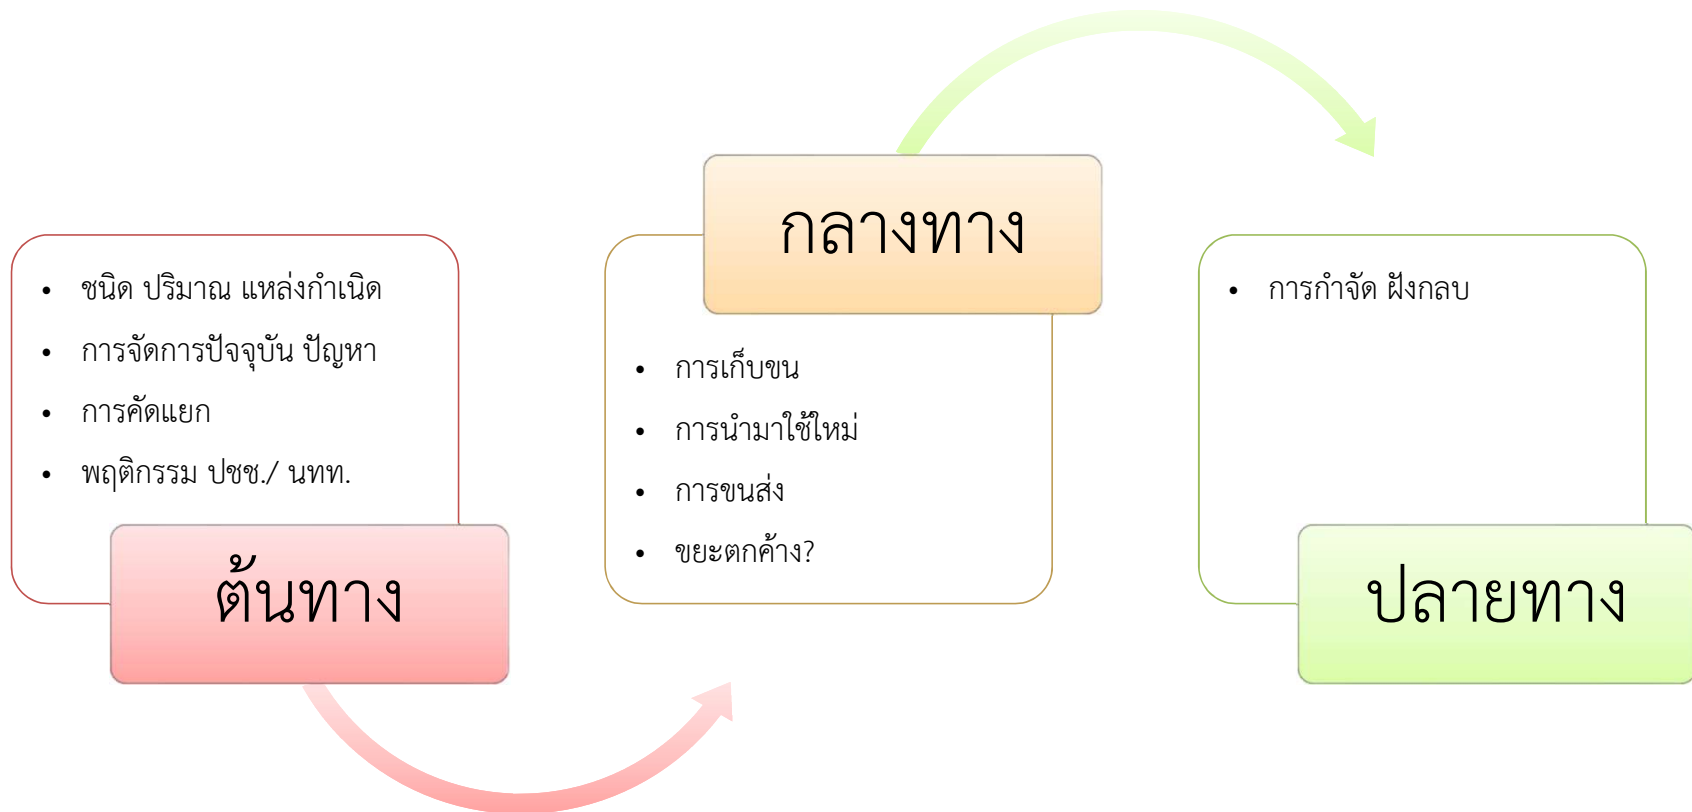 • ชนิด ปริมาณ แหล่งกำเนิด
• การจัดการปัจจุบัน ปัญหา
• การคัดแยก
• พฤติกรรม ปชช./ นทท.
ต้นทาง
กลางทาง
• การเก็บขน
• การนำมาใช้ใหม่
• การขนส่ง
• ขยะตกค้าง?
• การกำจัด ฝังกลบ
ปลายทาง